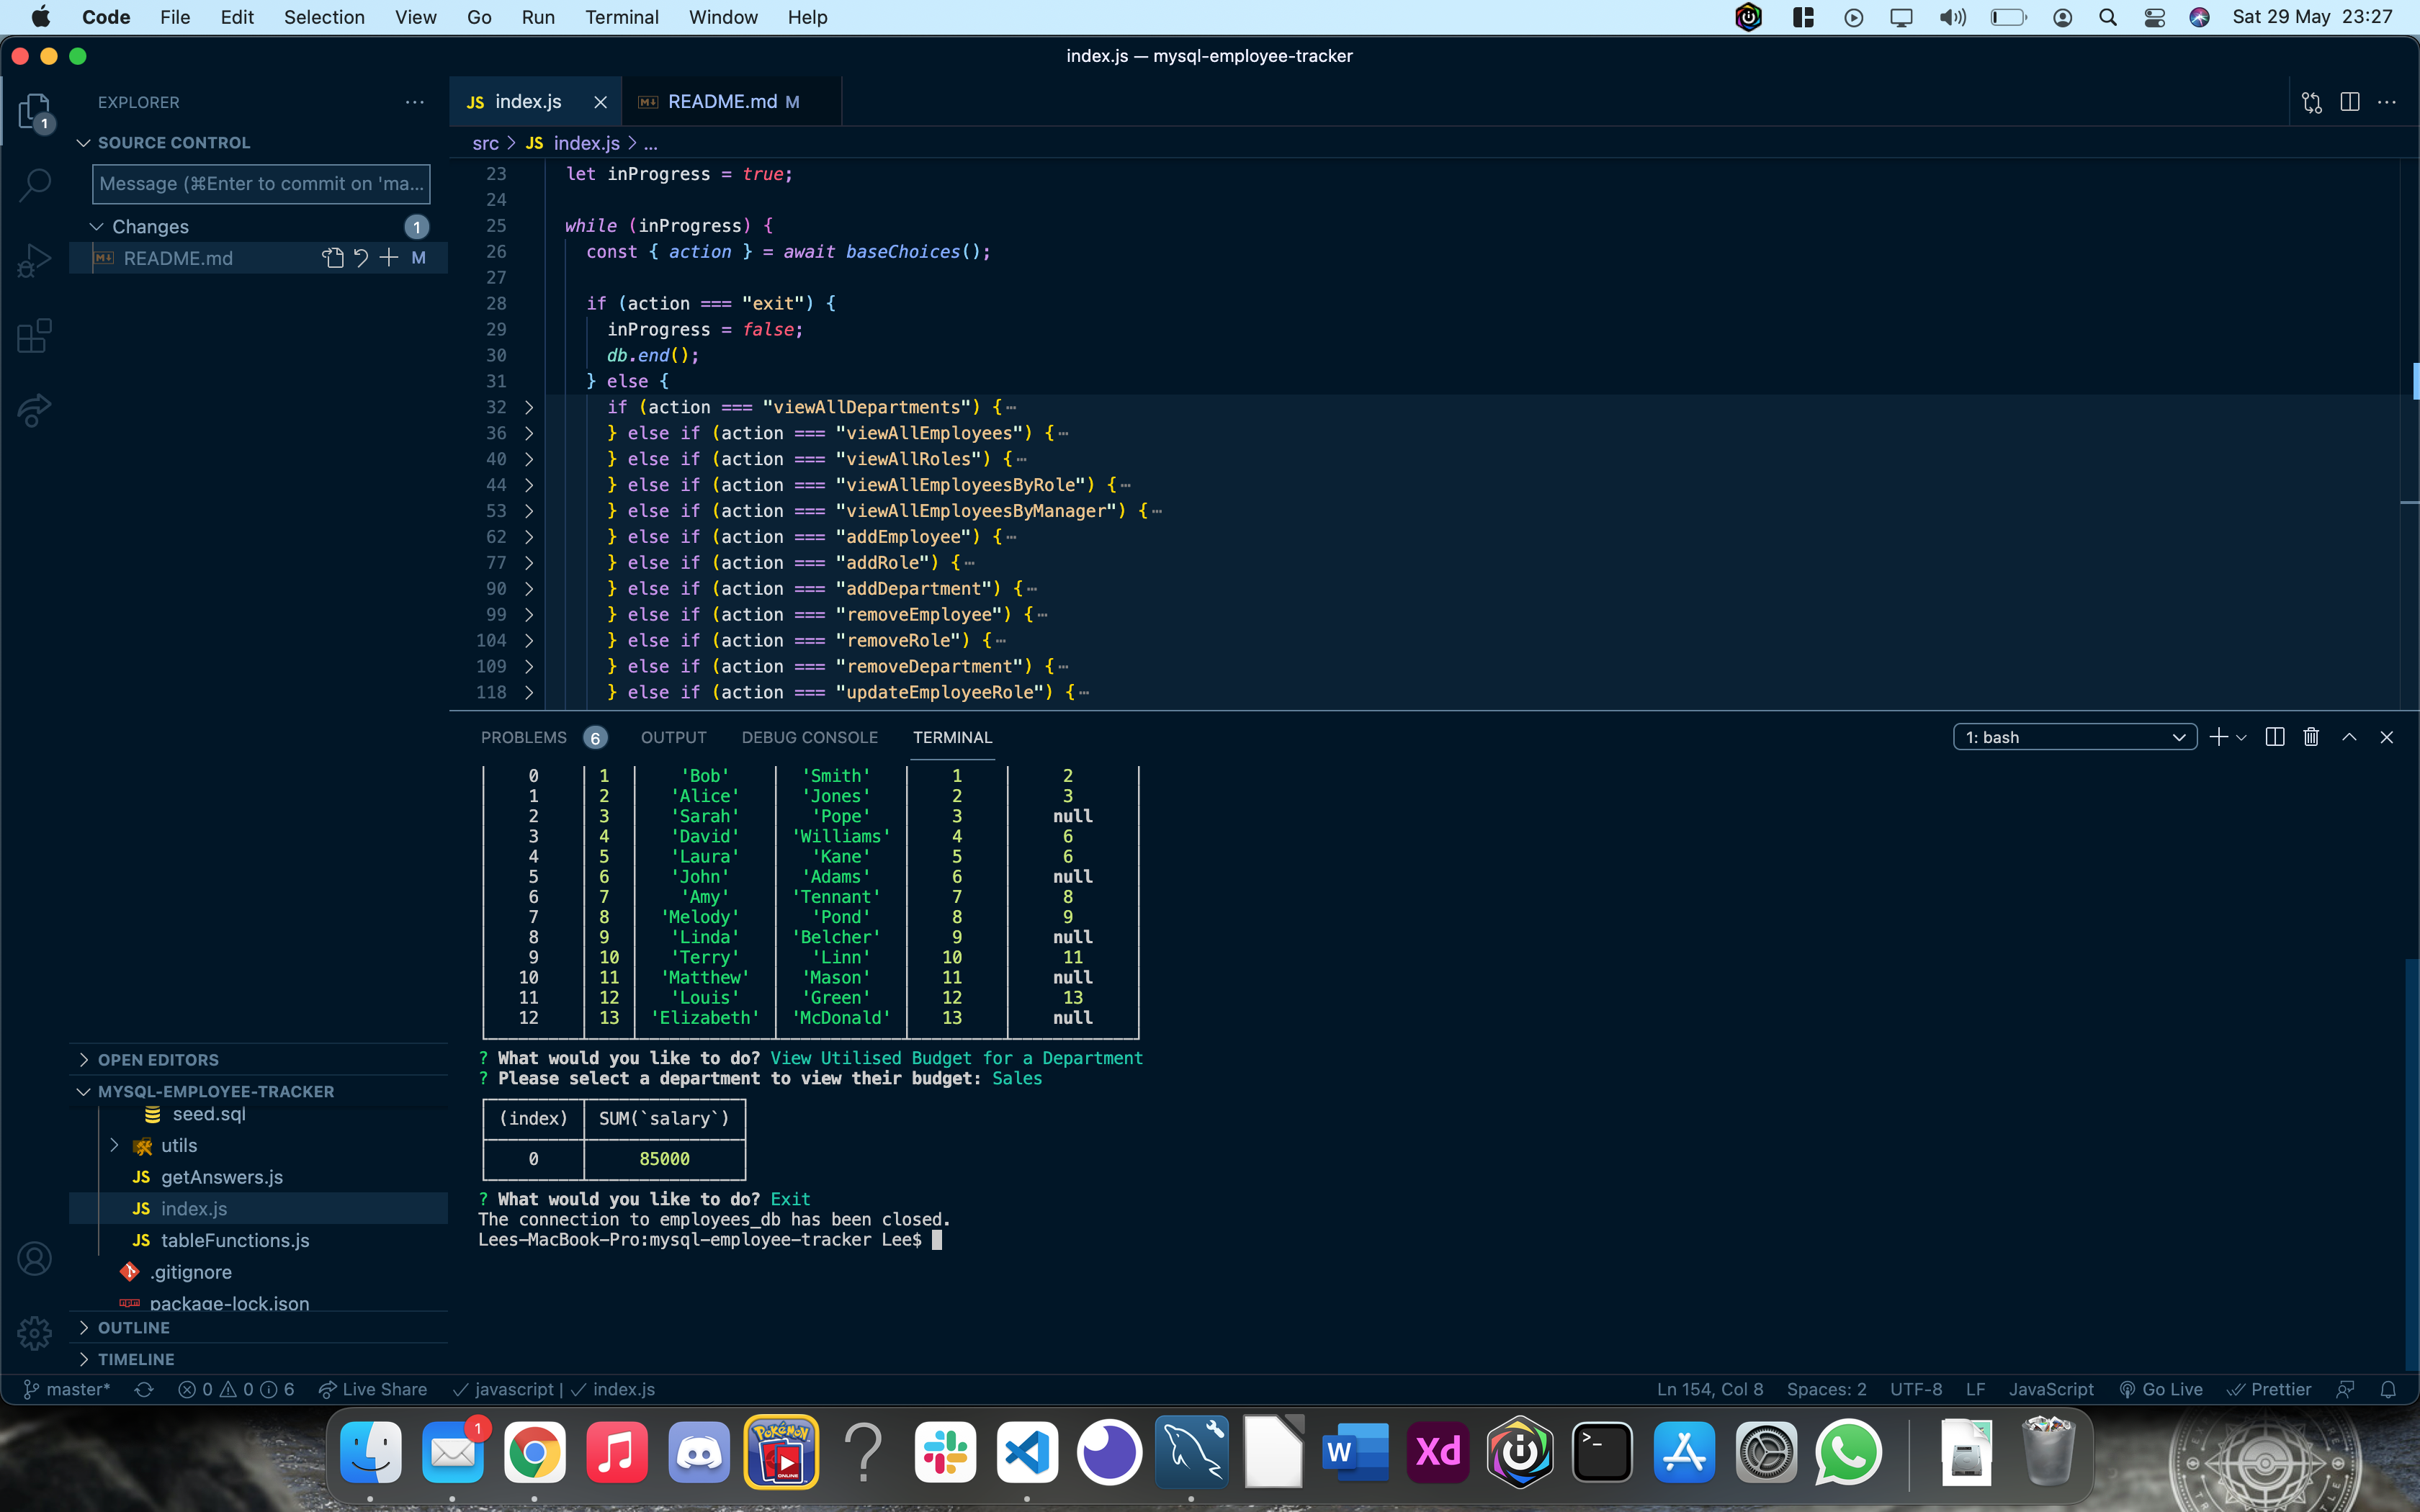 Code File Edit Selection View Go Run Terminal Window Help Sat 29 May 23:27
index.js — mysql-employee-tracker
EXPLORER
JS index.js
README.md M
1
SOURCE CONTROL
src > JS index.js > ...
Message (⌘Enter to commit on 'ma...
Changes 1
README.md M
23 let inProgress = true;
24
25 while (inProgress) {
26 const { action } = await baseChoices();
27
28 if (action === "exit") {
29 inProgress = false;
30 db.end();
31 } else {
32 if (action === "viewAllDepartments") {…
36 } else if (action === "viewAllEmployees") {…
40 } else if (action === "viewAllRoles") {…
44 } else if (action === "viewAllEmployeesByRole") {…
53 } else if (action === "viewAllEmployeesByManager") {…
62 } else if (action === "addEmployee") {…
77 } else if (action === "addRole") {…
90 } else if (action === "addDepartment") {…
99 } else if (action === "removeEmployee") {…
104 } else if (action === "removeRole") {…
109 } else if (action === "removeDepartment") {…
118 } else if (action === "updateEmployeeRole") {…
PROBLEMS 6 OUTPUT DEBUG CONSOLE TERMINAL 1: bash
0 1 'Bob' 'Smith' 1 2
1 2 'Alice' 'Jones' 2 3
2 3 'Sarah' 'Pope' 3 null
3 4 'David' 'Williams' 4 6
4 5 'Laura' 'Kane' 5 6
5 6 'John' 'Adams' 6 null
6 7 'Amy' 'Tennant' 7 8
7 8 'Melody' 'Pond' 8 9
8 9 'Linda' 'Belcher' 9 null
9 10 'Terry' 'Linn' 10 11
10 11 'Matthew' 'Mason' 11 null
11 12 'Louis' 'Green' 12 13
12 13 'Elizabeth' 'McDonald' 13 null
? What would you like to do? View Utilised Budget for a Department
? Please select a department to view their budget: Sales
(index) SUM(`salary`)
0 85000
? What would you like to do? Exit
The connection to employees_db has been closed.
Lees-MacBook-Pro:mysql-employee-tracker Lee$
OPEN EDITORS
MYSQL-EMPLOYEE-TRACKER
seed.sql
utils
JS getAnswers.js
JS index.js
JS tableFunctions.js
.gitignore
package-lock.json
OUTLINE
TIMELINE
master* 0 0 6 Live Share javascript | index.js Ln 154, Col 8 Spaces: 2 UTF-8 LF JavaScript Go Live Prettier
1
POKÉMON
ONLINE
W
Xd
>_